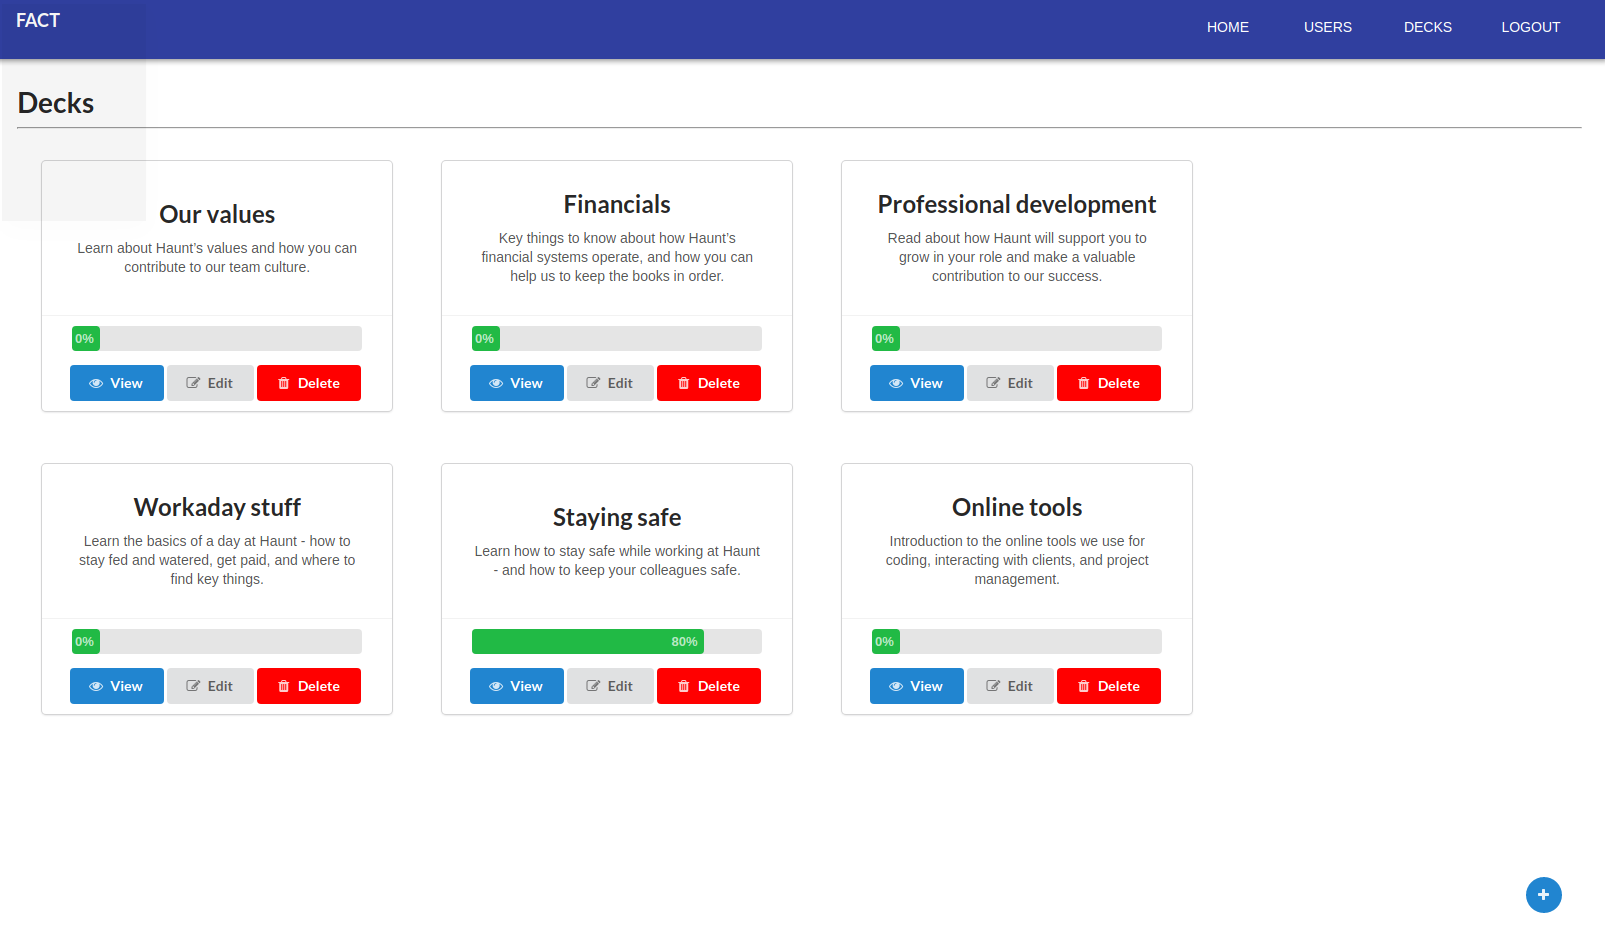 FACT
HOME USERS DECKS LOGOUT
Decks
Our values
Learn about Haunt’s values and how you can
contribute to our team culture.
0%
View Edit Delete
Financials
Key things to know about how Haunt’s
financial systems operate, and how you can
help us to keep the books in order.
0%
View Edit Delete
Professional development
Read about how Haunt will support you to
grow in your role and make a valuable
contribution to our success.
0%
View Edit Delete
Workaday stuff
Learn the basics of a day at Haunt - how to
stay fed and watered, get paid, and where to
find key things.
0%
View Edit Delete
Staying safe
Learn how to stay safe while working at Haunt
- and how to keep your colleagues safe.
80%
View Edit Delete
Online tools
Introduction to the online tools we use for
coding, interacting with clients, and project
management.
0%
View Edit Delete
+